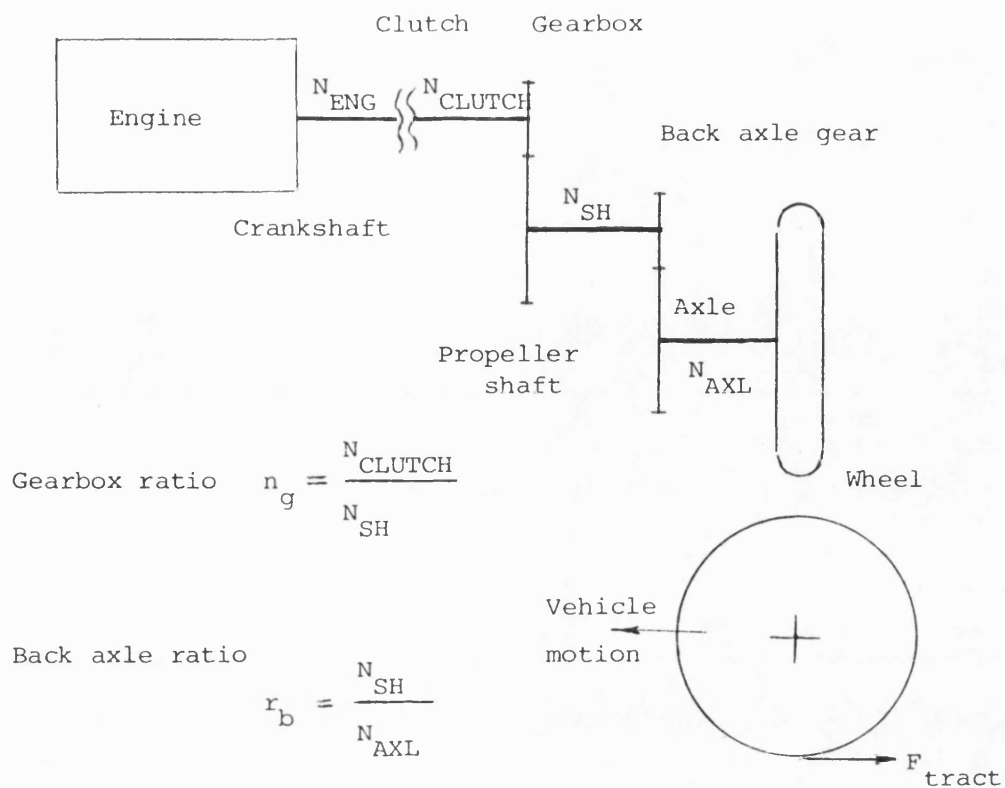 Clutch Gearbox
Engine
N_ENG
N_CLUTCH
Back axle gear
Crankshaft
N_SH
Axle
Propeller
shaft
N_AXL
Gearbox ratio n_g = N_CLUTCH / N_SH
Wheel
Vehicle
motion
Back axle ratio
r_b = N_SH / N_AXL
F_tract